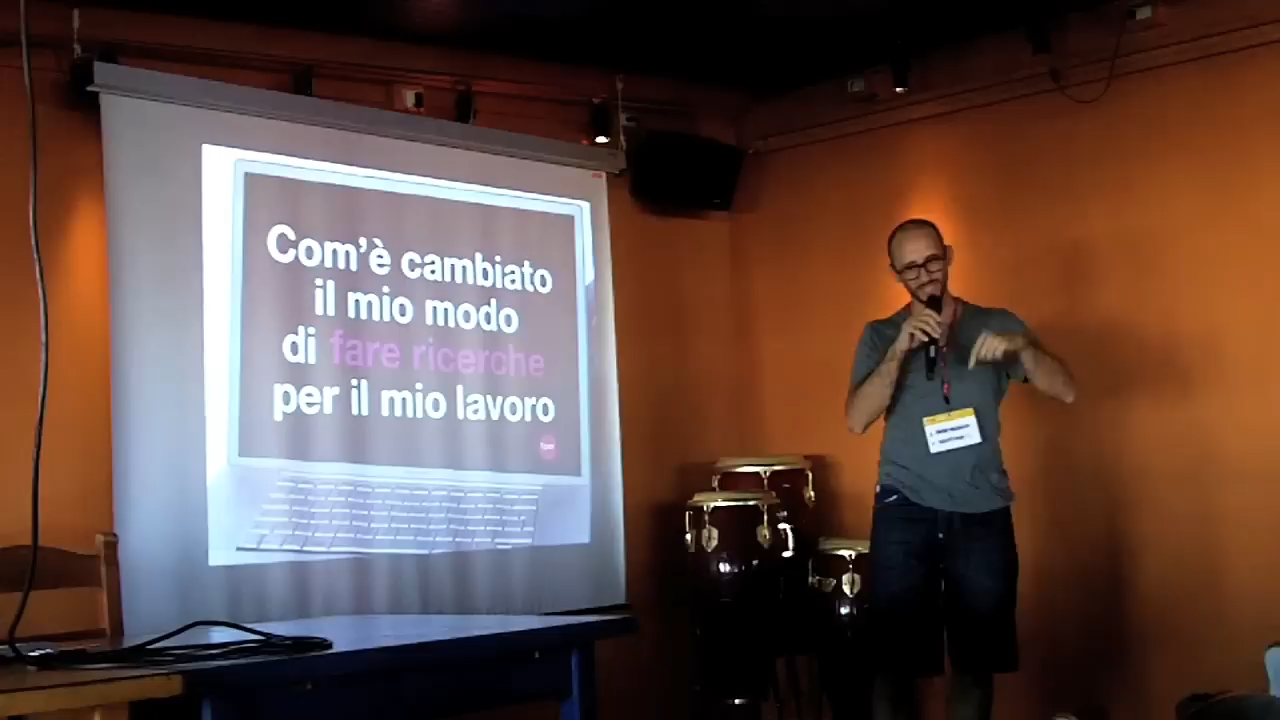 Com'è cambiato
il mio modo
di fare ricerche
per il mio lavoro